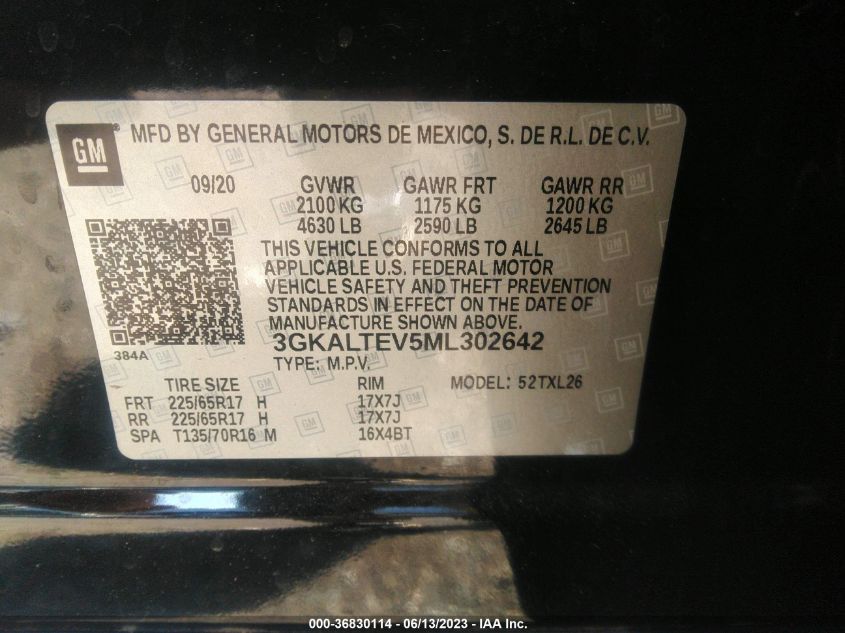 GM ® MFD BY GENERAL MOTORS DE MEXICO, S. DE R.L. DE C.V.
09/20 GVWR GAWR FRT GAWR RR
2100 KG 1175 KG 1200 KG
4630 LB 2590 LB 2645 LB
THIS VEHICLE CONFORMS TO ALL
APPLICABLE U.S. FEDERAL MOTOR
VEHICLE SAFETY AND THEFT PREVENTION
STANDARDS IN EFFECT ON THE DATE OF
MANUFACTURE SHOWN ABOVE.
384A
3GKALTEV5ML302642
TYPE: M.P.V.
TIRE SIZE RIM MODEL: 52TXL26
FRT 225/65R17 H 17X7J
RR 225/65R17 H 17X7J
SPA T135/70R16 M 16X4BT
000-36830114 - 06/13/2023 - IAA Inc.